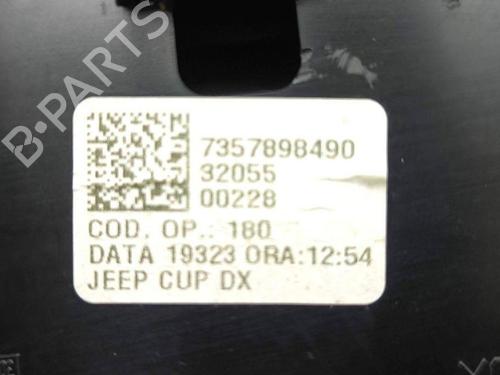 B-PARTS
7357898490
32055
00228
COD. OP.: 180
DATA 19323 ORA:12:54
JEEP CUP DX